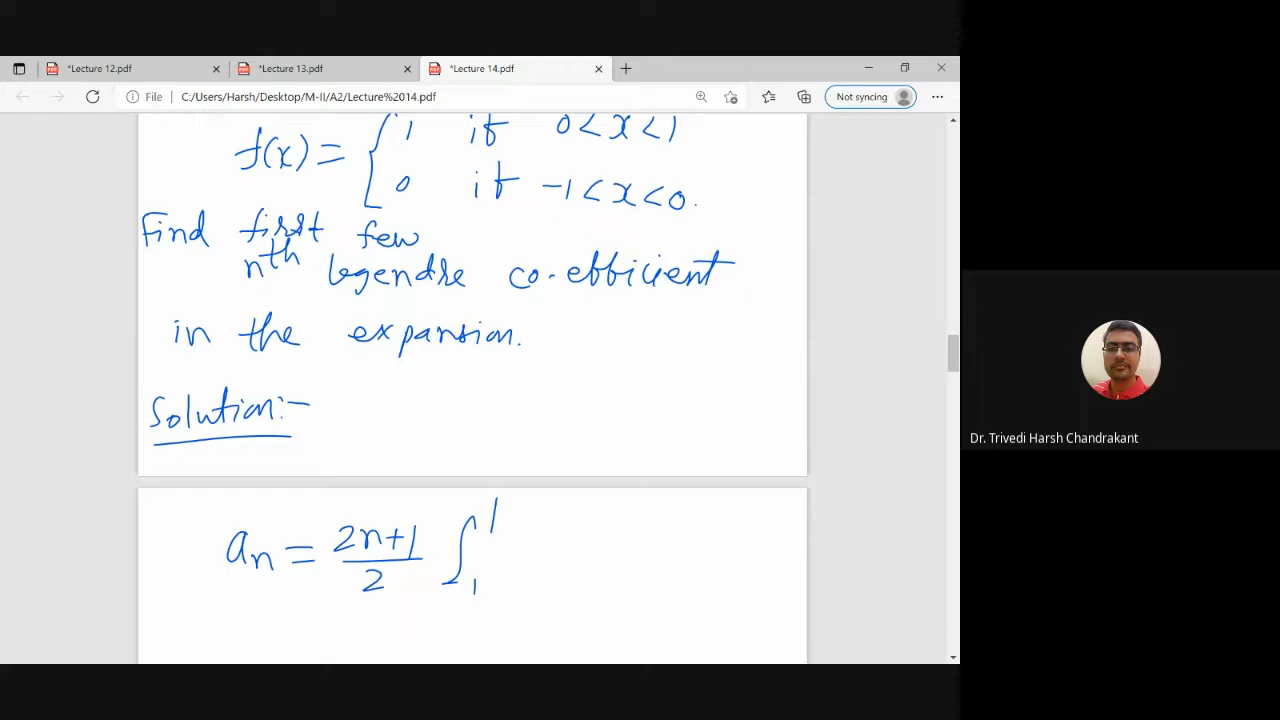 *Lecture 12.pdf
*Lecture 13.pdf
*Lecture 14.pdf
File
C:/Users/Harsh/Desktop/M-II/A2/Lecture%2014.pdf
Not syncing
f(x) = { 1 if 0 < x < 1
0 if -1 < x < 0.
Find first few
nth legendre co-efficient
in the expansion.
Solution:-
an = 2n+1/2 ∫ 1 1
Dr. Trivedi Harsh Chandrakant